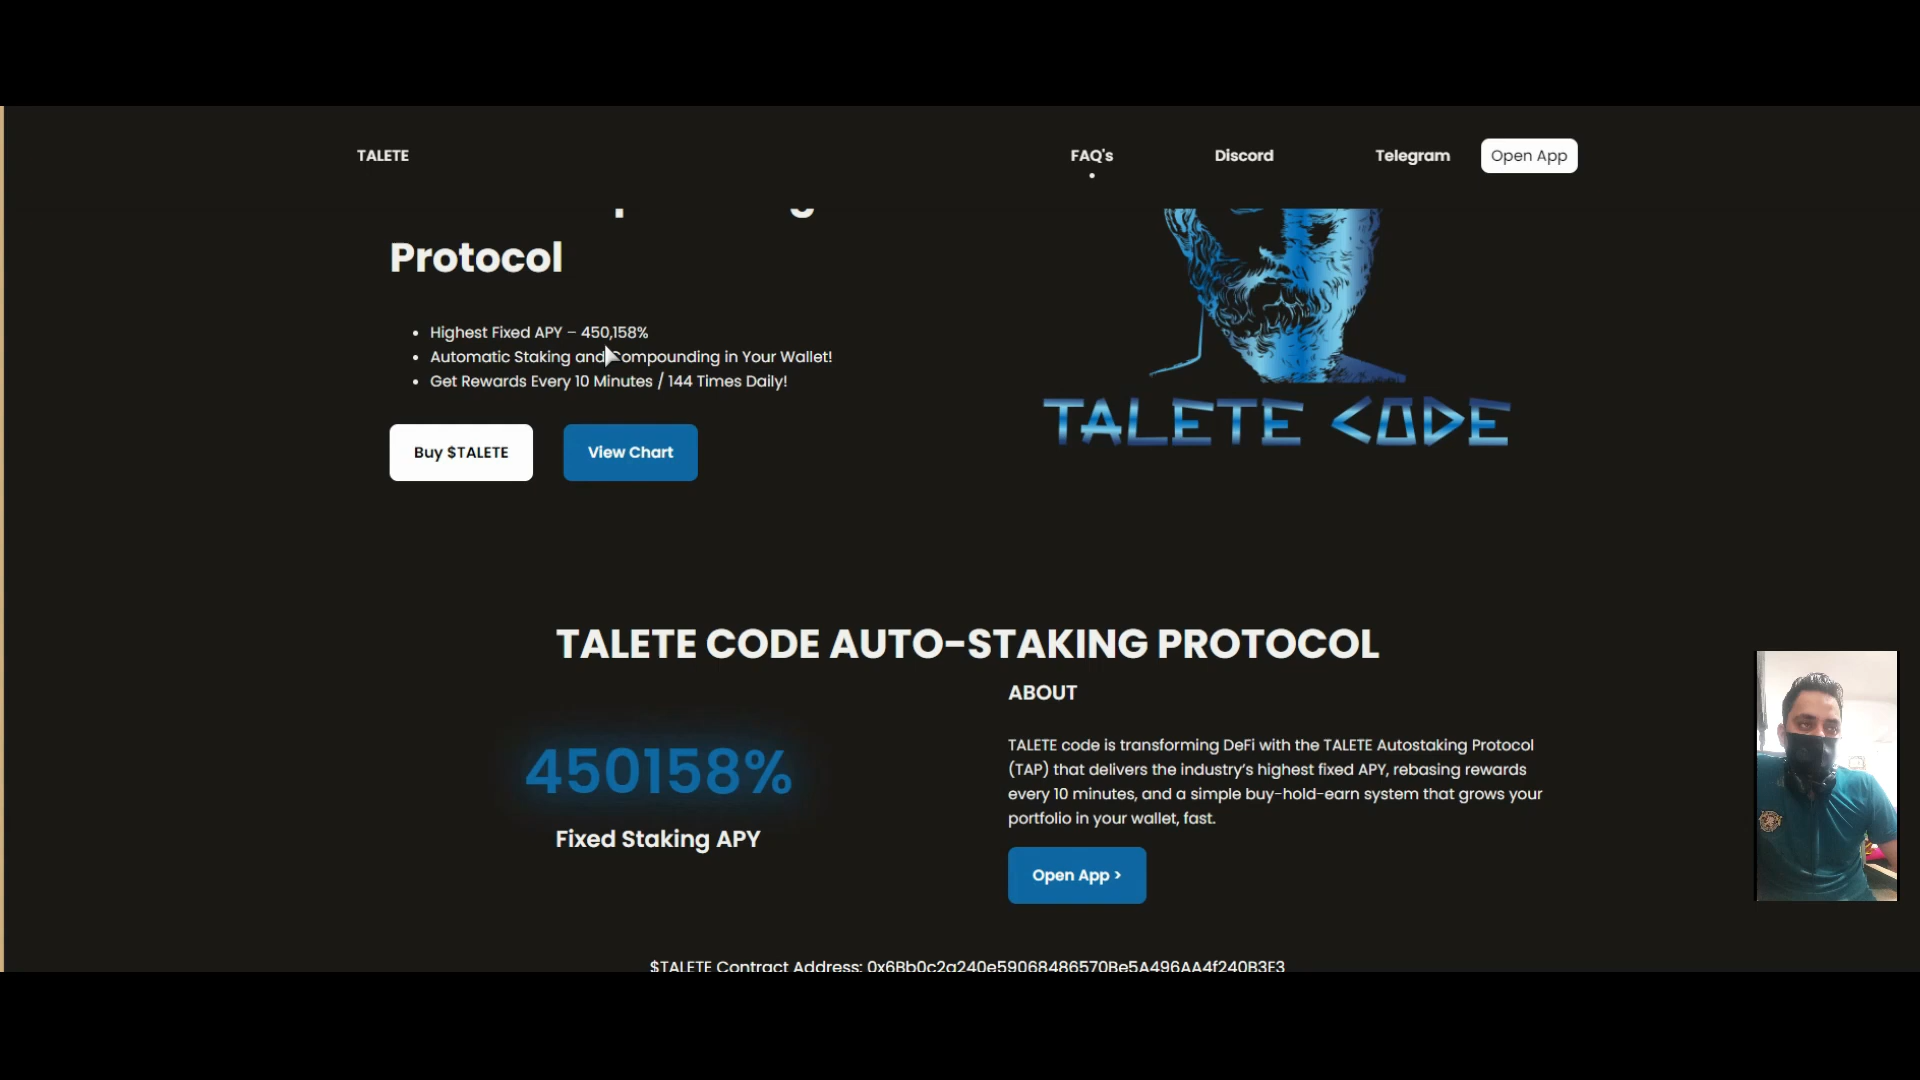 TALETE
FAQ's
Discord
Telegram
Open App
Protocol
Highest Fixed APY – 450,158%
Automatic Staking and Compounding in Your Wallet!
Get Rewards Every 10 Minutes / 144 Times Daily!
Buy $TALETE
View Chart
TALETE CODE
TALETE CODE AUTO-STAKING PROTOCOL
450158%
Fixed Staking APY
ABOUT
TALETE code is transforming DeFi with the TALETE Autostaking Protocol
(TAP) that delivers the industry’s highest fixed APY, rebasing rewards
every 10 minutes, and a simple buy-hold-earn system that grows your
portfolio in your wallet, fast.
Open App >
$TALETE Contract Address: 0x6Bb0c2a240e59068486570Be5A496AA4f240B3E3